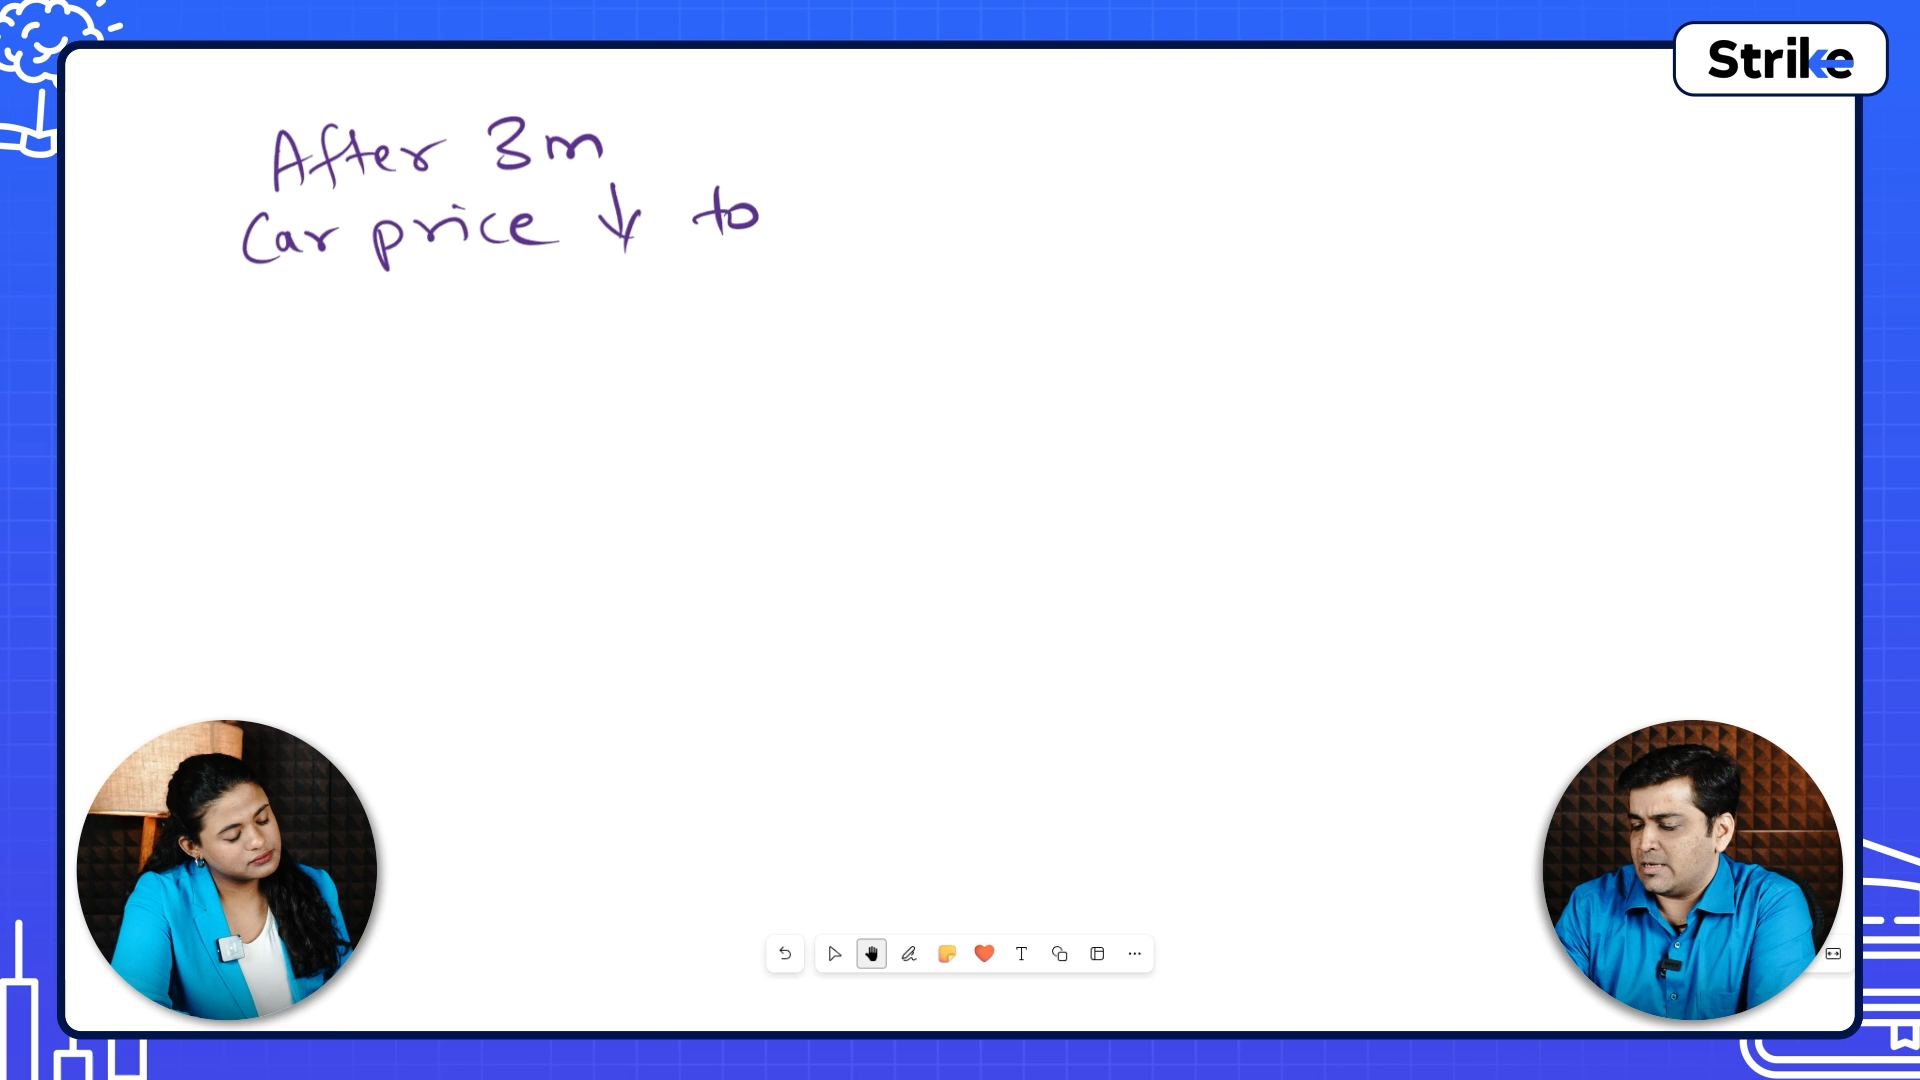 Strike
After 3m
Car price ↓ to
T